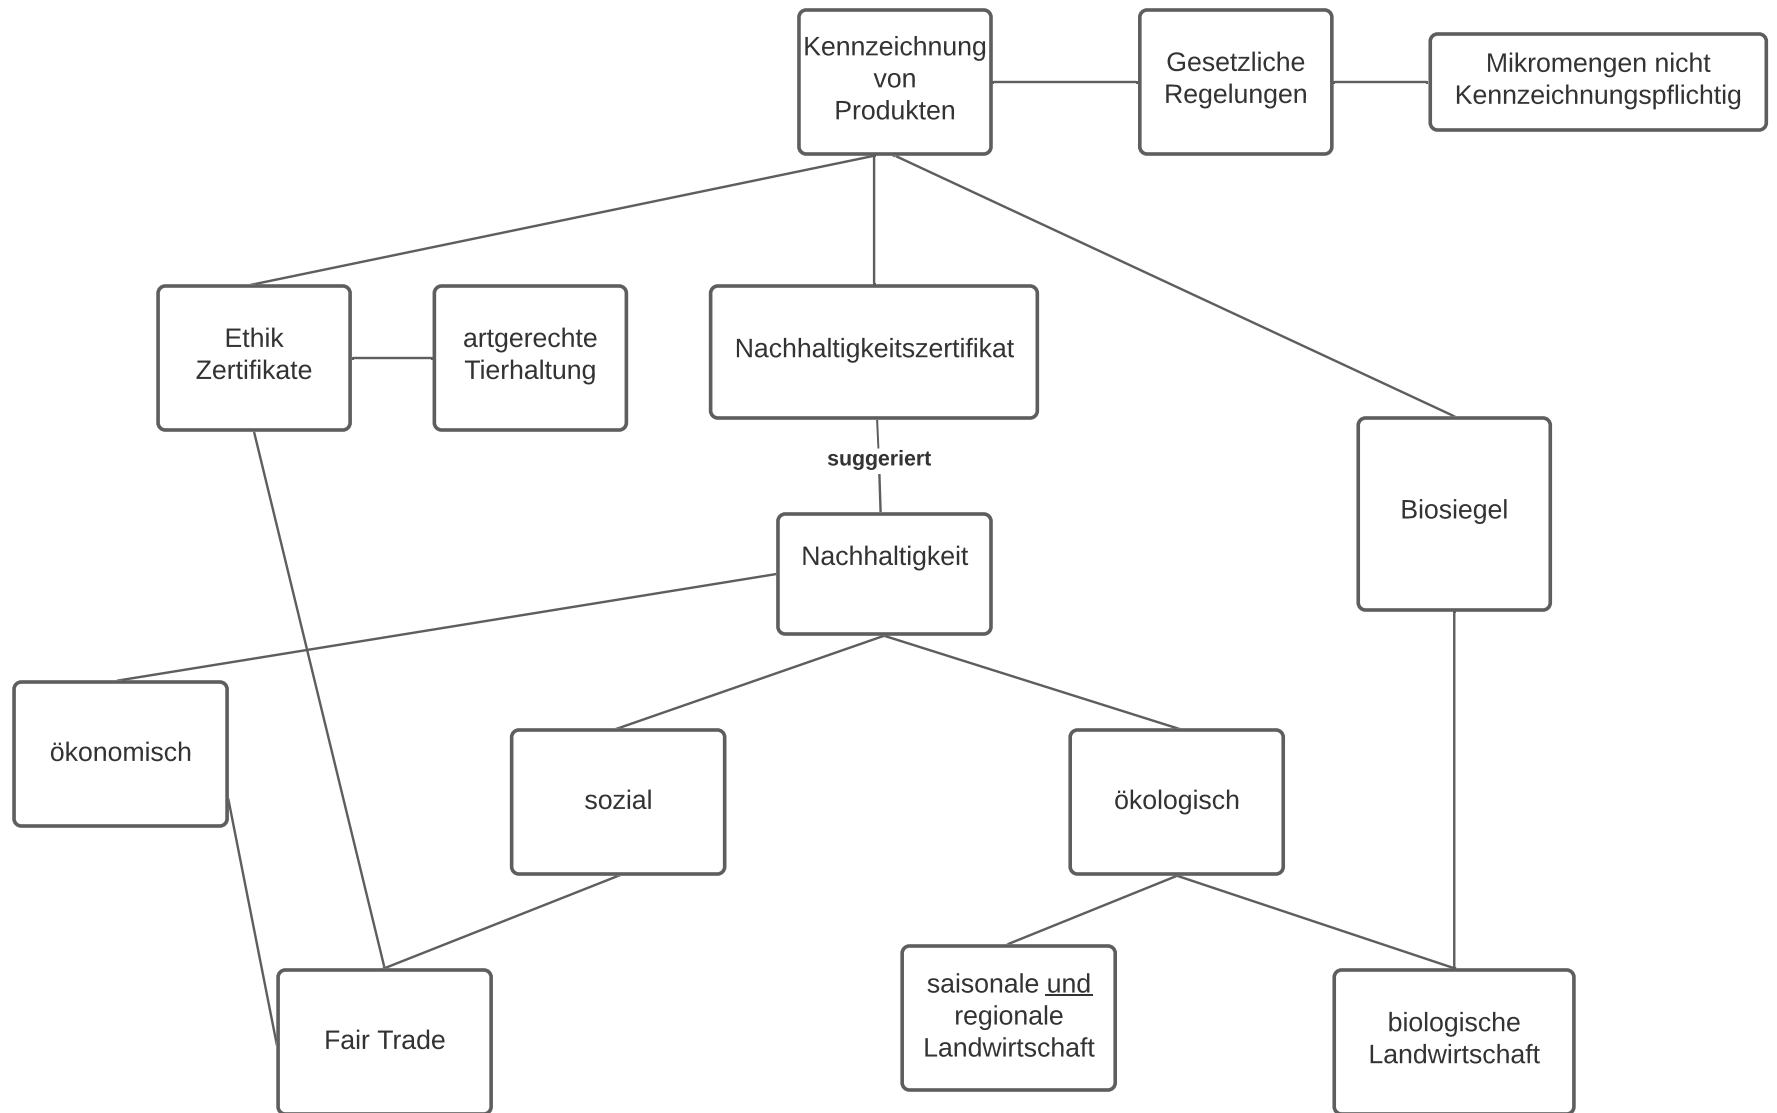 Kennzeichnung
von
Produkten
Gesetzliche
Regelungen
Mikromengen nicht
Kennzeichnungspflichtig
Ethik
Zertifikate
artgerechte
Tierhaltung
Nachhaltigkeitszertifikat
suggeriert
Biosiegel
Nachhaltigkeit
ökonomisch
sozial
ökologisch
Fair Trade
saisonale und
regionale
Landwirtschaft
biologische
Landwirtschaft